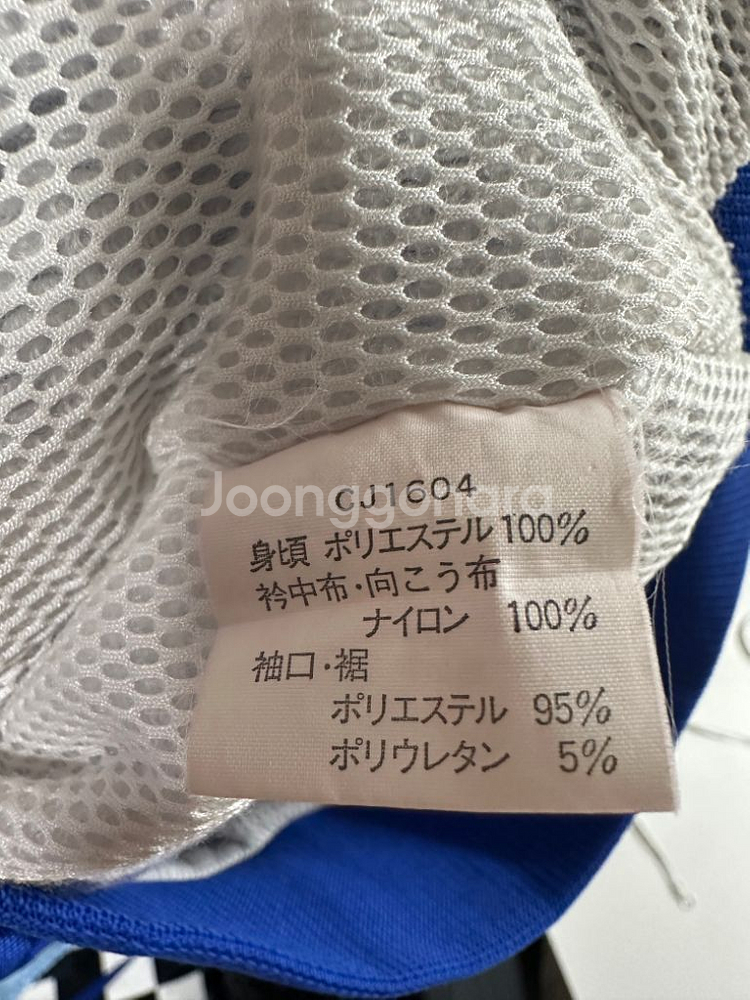 Joonggonara
CJ1604
身頃 ポリエステル 100%
衿中布・向こう布
ナイロン 100%
袖口・裾
ポリエステル 95%
ポリウレタン 5%